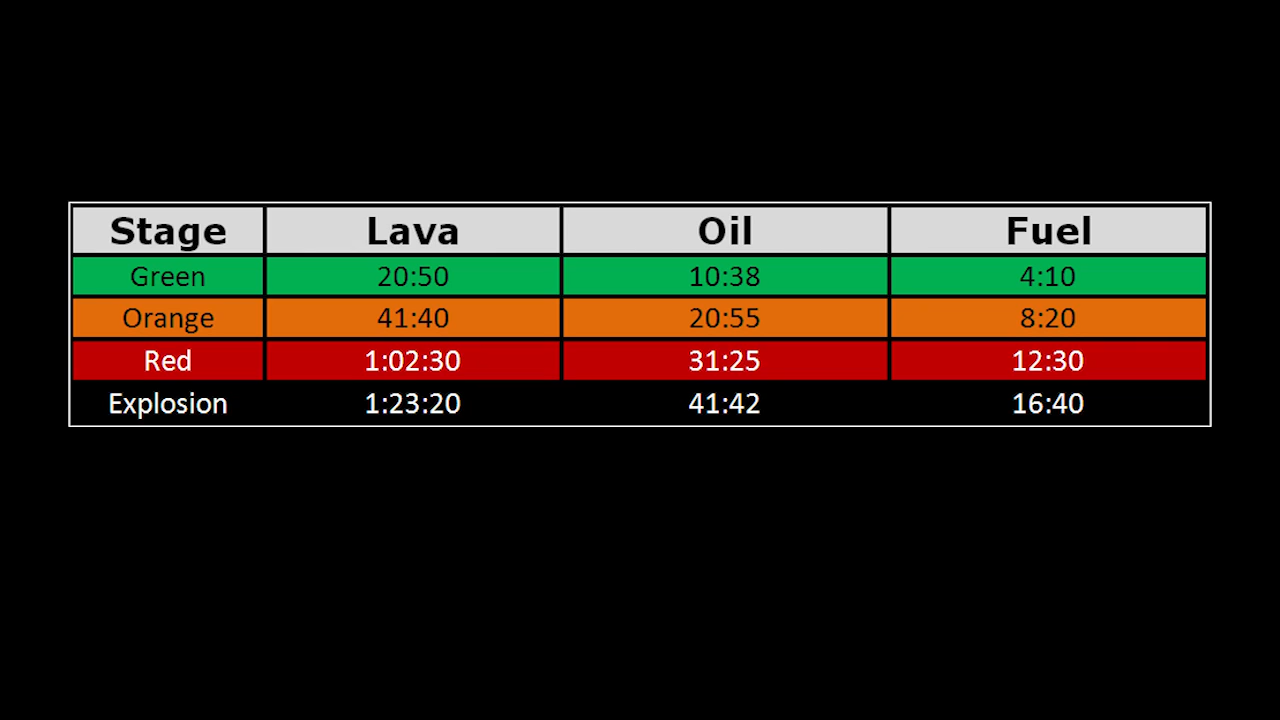 Stage Lava Oil Fuel
Green 20:50 10:38 4:10
Orange 41:40 20:55 8:20
Red 1:02:30 31:25 12:30
Explosion 1:23:20 41:42 16:40